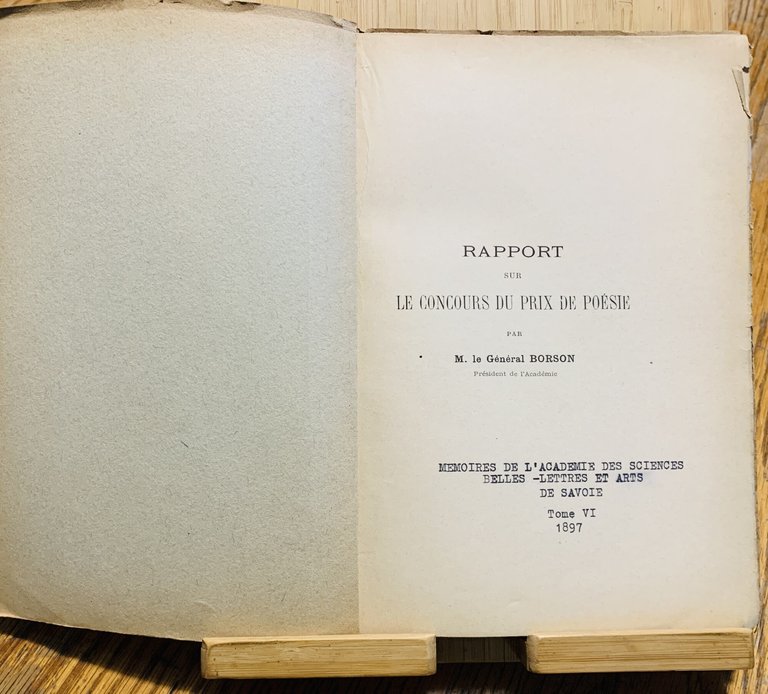 RAPPORT
SUR
LE CONCOURS DU PRIX DE POÉSIE
PAR
M. le Général BORSON
Président de l'Académie
MEMOIRES DE L'ACADEMIE DES SCIENCES
BELLES -LETTRES ET ARTS
DE SAVOIE
Tome VI
1897